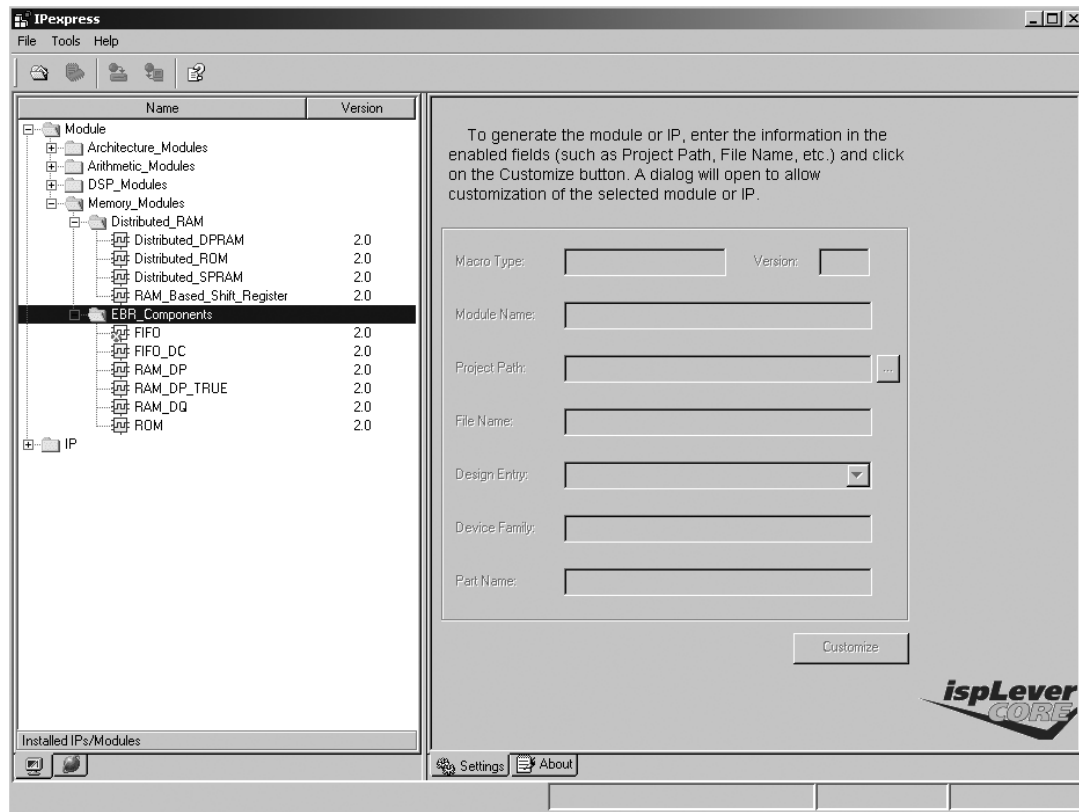 IPexpress
File Tools Help
Name Version
Module
Architecture_Modules
Arithmetic_Modules
DSP_Modules
Memory_Modules
Distributed_RAM
Distributed_DPRAM 2.0
Distributed_ROM 2.0
Distributed_SPRAM 2.0
RAM_Based_Shift_Register 2.0
EBR_Components
FIFO 2.0
FIFO_DC 2.0
RAM_DP 2.0
RAM_DP_TRUE 2.0
RAM_DQ 2.0
ROM 2.0
IP
Installed IPs/Modules
To generate the module or IP, enter the information in the
enabled fields (such as Project Path, File Name, etc.) and click
on the Customize button. A dialog will open to allow
customization of the selected module or IP.
Macro Type: Version:
Module Name:
Project Path: ...
File Name:
Design Entry:
Device Family:
Part Name:
Customize
ispLever
CORE
Settings About